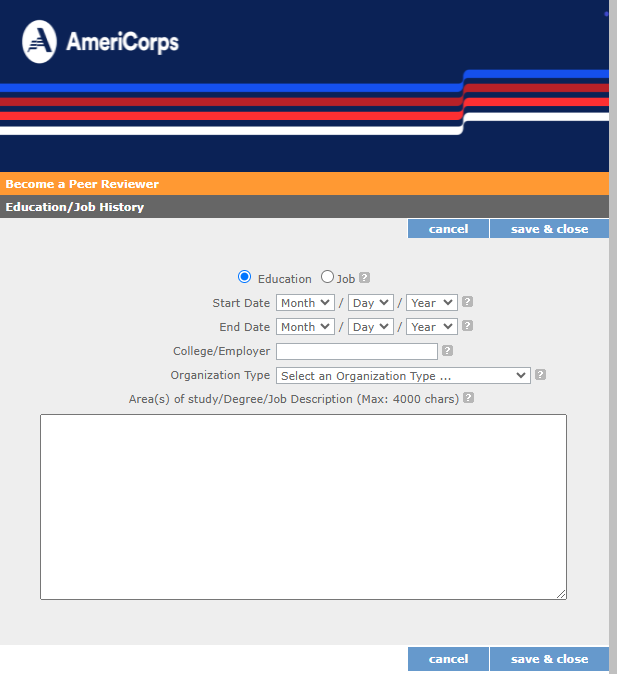 AmeriCorps
Become a Peer Reviewer
Education/Job History
cancel save & close
Education Job ?
Start Date Month / Day / Year ?
End Date Month / Day / Year ?
College/Employer ?
Organization Type Select an Organization Type ... ?
Area(s) of study/Degree/Job Description (Max: 4000 chars) ?
cancel save & close